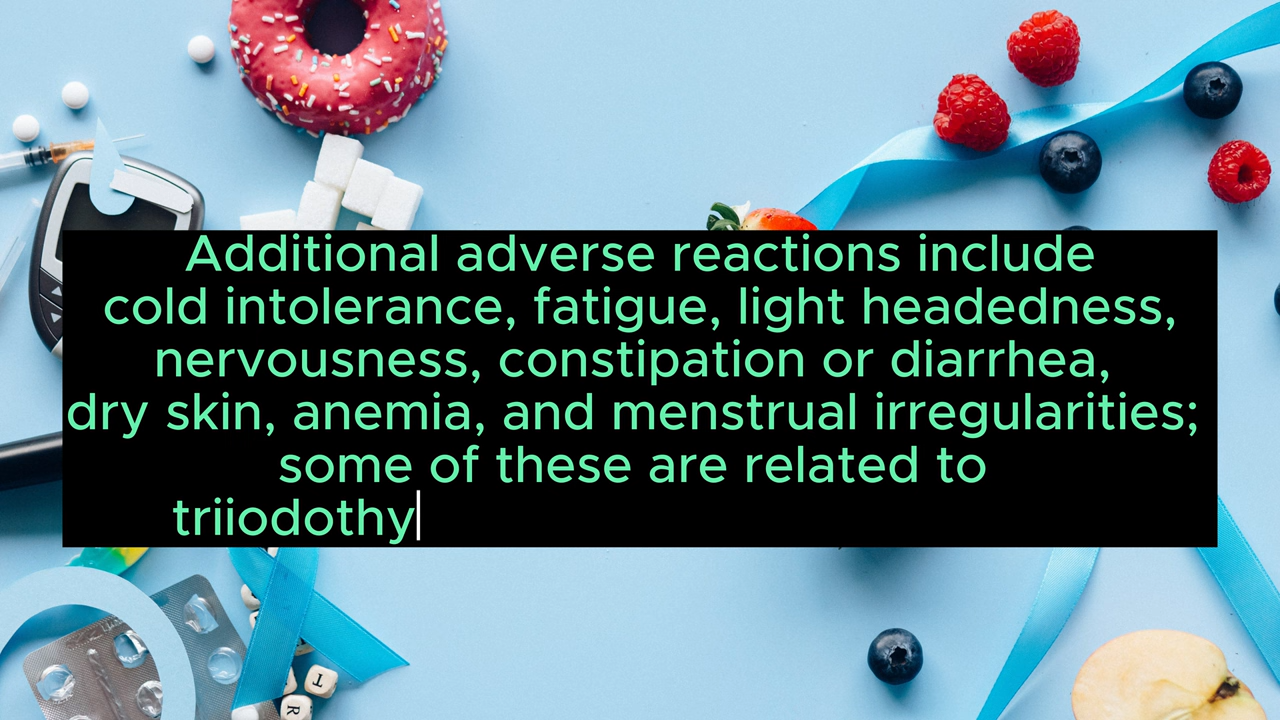 Additional adverse reactions include
cold intolerance, fatigue, light headedness,
nervousness, constipation or diarrhea,
dry skin, anemia, and menstrual irregularities;
some of these are related to
triiodothy
T
R